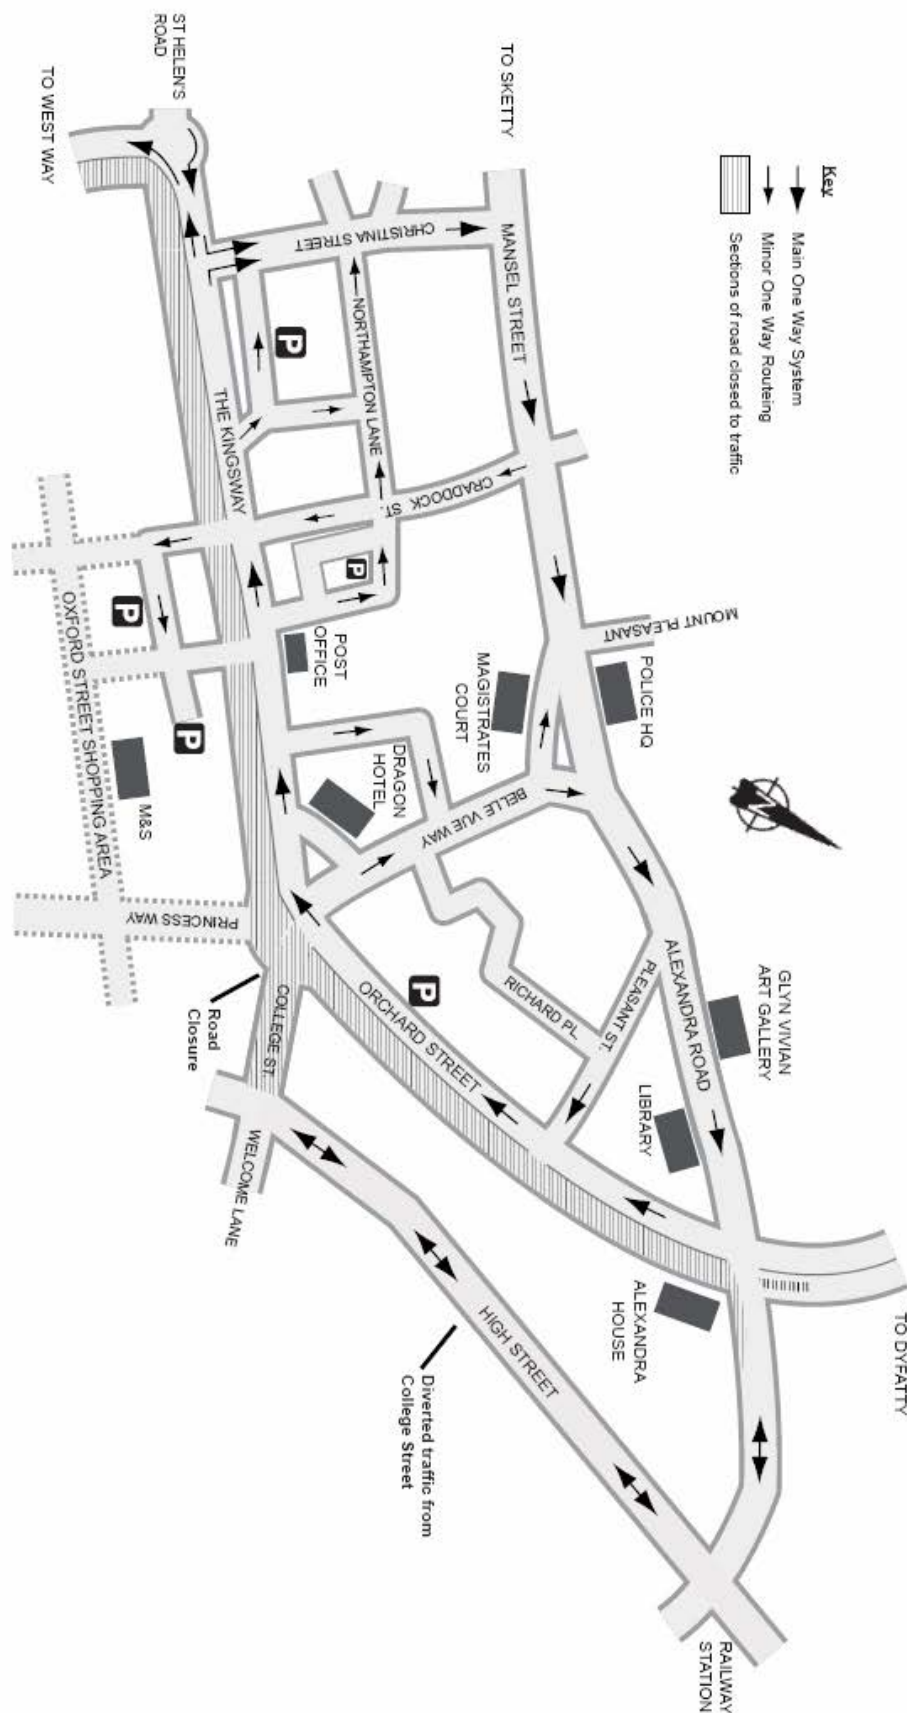 Key
Main One Way System
Minor One Way Routeing
Sections of road closed to traffic
ST HELEN'S
ROAD
TO WEST WAY
TO SKETTY
CHRISTINA STREET
MANSEL STREET
NORTHAMPTON LANE
P
THE KINGSWAY
CRADDOCK
ST.
P
MOUNT PLEASANT
POLICE HQ
MAGISTRATES
COURT
POST
OFFICE
P
P
OXFORD STREET SHOPPING AREA
M&S
DRAGON
HOTEL
BELLE VUE WAY
N
PRINCESS WAY
Road
Closure
COLLEGE ST.
ORCHARD STREET
P
RICHARD PL.
PLEASANT ST.
ALEXANDRA ROAD
GLYN VIVIAN
ART GALLERY
LIBRARY
WELCOME LANE
HIGH STREET
ALEXANDRA
HOUSE
TO DYFATTY
Diverted traffic from
College Street
RAILWAY
STATION